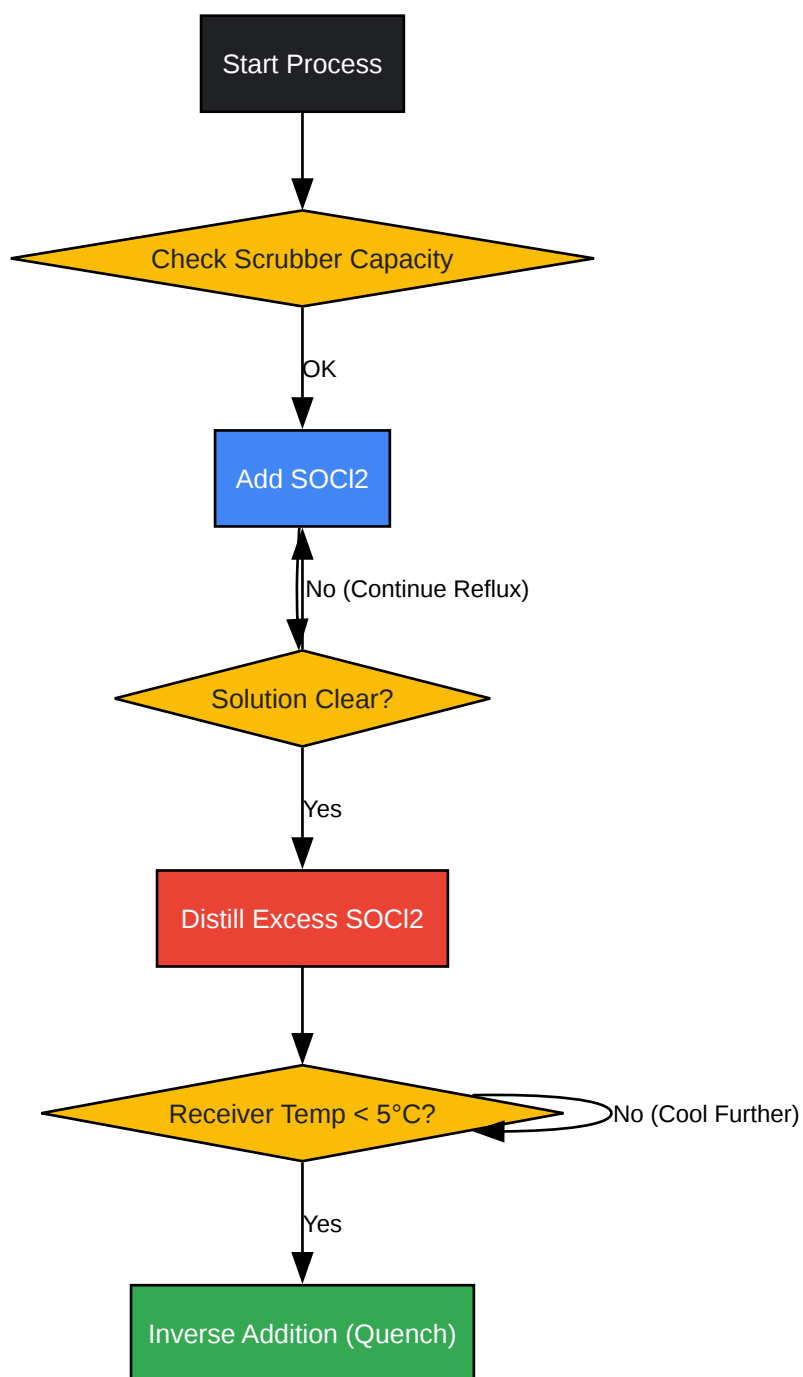 Start Process
Check Scrubber Capacity
OK
Add SOCl2
No (Continue Reflux)
Solution Clear?
Yes
Distill Excess SOCl2
Receiver Temp < 5°C?
No (Cool Further)
Yes
Inverse Addition (Quench)